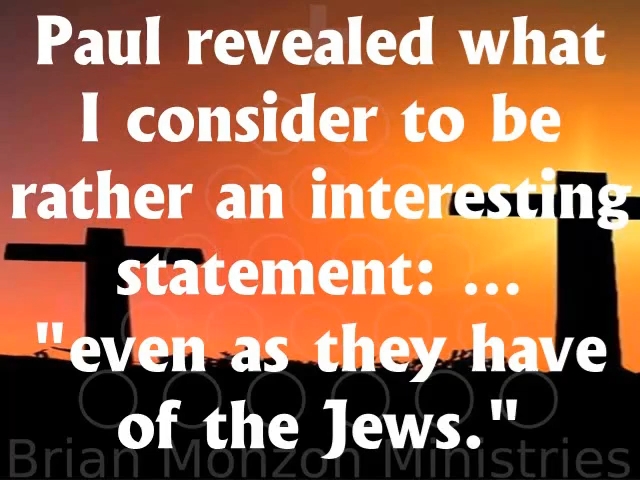 Paul revealed what
I consider to be
rather an interesting
statement: ...
"even as they have
of the Jews."
Brian Monzon Ministries